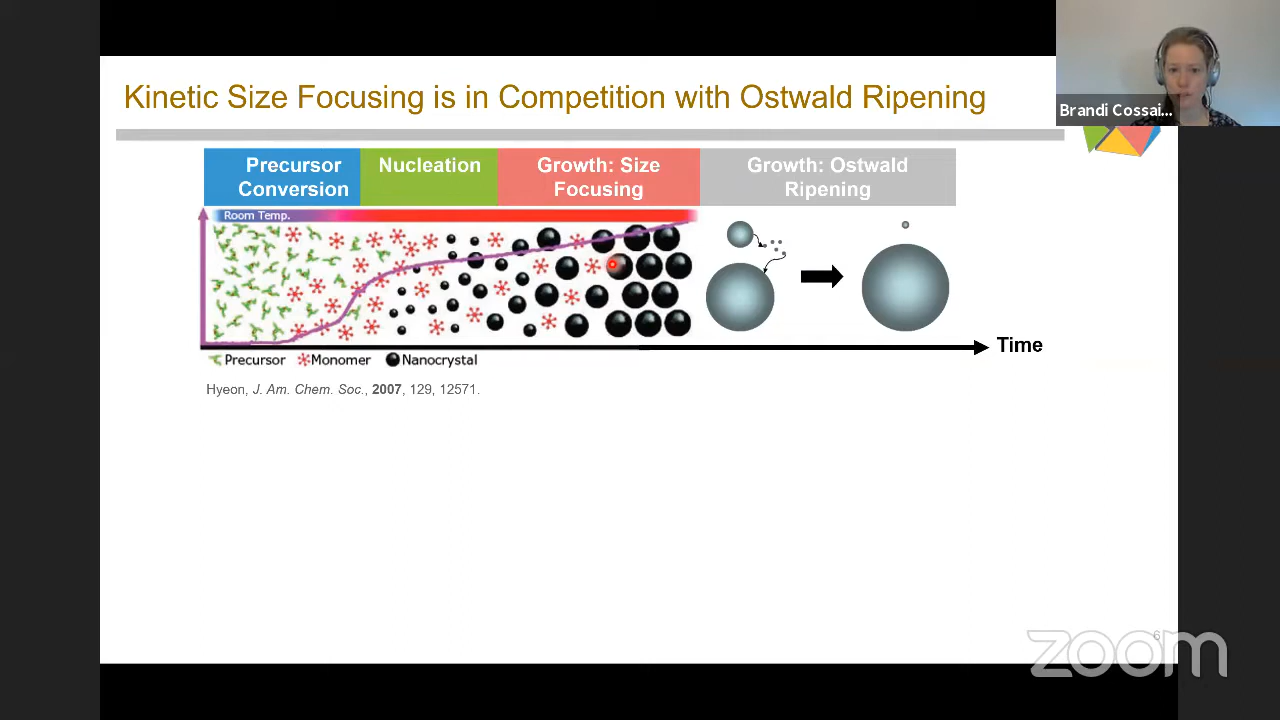 Kinetic Size Focusing is in Competition with Ostwald Ripening
Brandi Cossai...
Precursor
Conversion
Nucleation
Growth: Size
Focusing
Growth: Ostwald
Ripening
Room Temp.
Time
Precursor
Monomer
Nanocrystal
Hyeon, J. Am. Chem. Soc., 2007, 129, 12571.
6
zoom